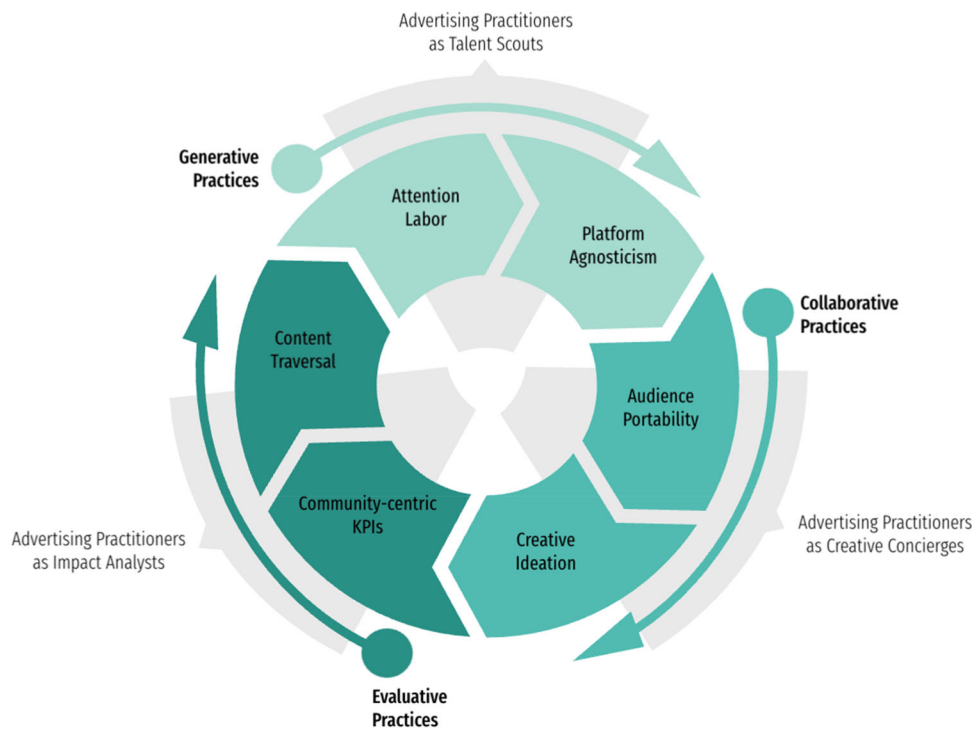 Advertising Practitioners
as Talent Scouts
Generative
Practices
Attention
Labor
Platform
Agnosticism
Collaborative
Practices
Content
Traversal
Audience
Portability
Community-centric
KPIs
Creative
Ideation
Advertising Practitioners
as Impact Analysts
Advertising Practitioners
as Creative Concierges
Evaluative
Practices